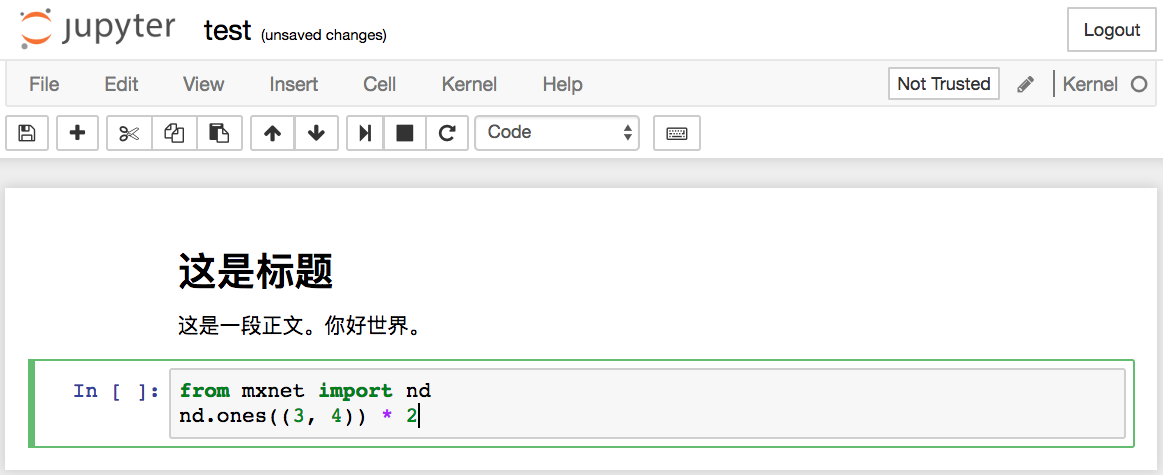 jupyter test (unsaved changes) Logout
File Edit View Insert Cell Kernel Help Not Trusted Kernel
Code
这是标题
这是一段正文。你好世界。
In [ ]: from mxnet import nd
nd.ones((3, 4)) * 2